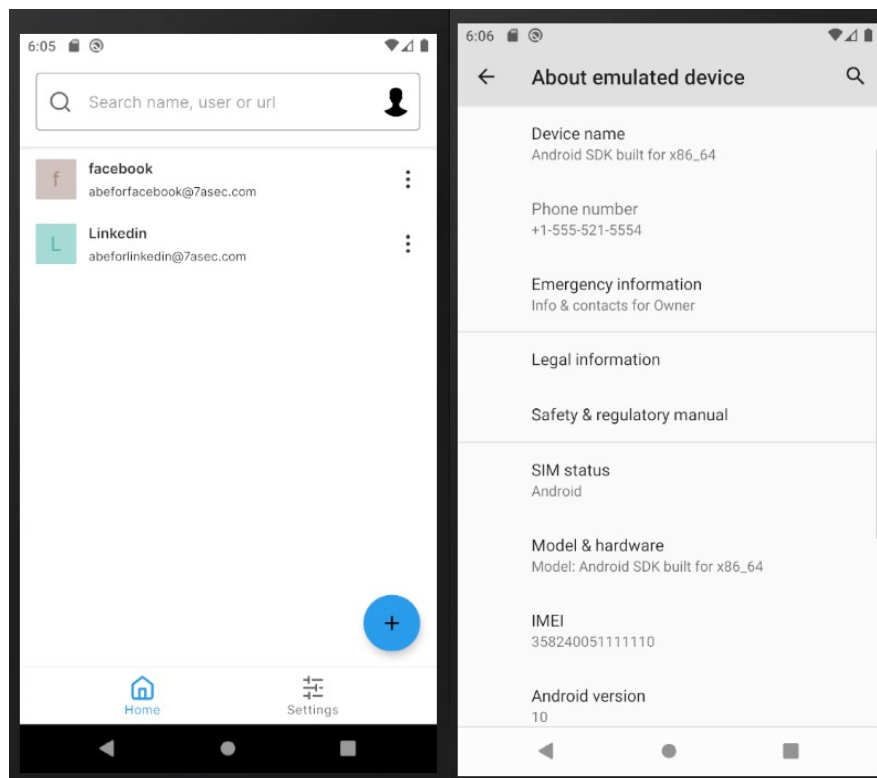 6:05
Search name, user or url
f
facebook
abeforfacebook@7asec.com
L
Linkedin
abeforlinkedin@7asec.com
+
Home
Settings
6:06
About emulated device
Device name
Android SDK built for x86_64
Phone number
+1-555-521-5554
Emergency information
Info & contacts for Owner
Legal information
Safety & regulatory manual
SIM status
Android
Model & hardware
Model: Android SDK built for x86_64
IMEI
358240051111110
Android version
10